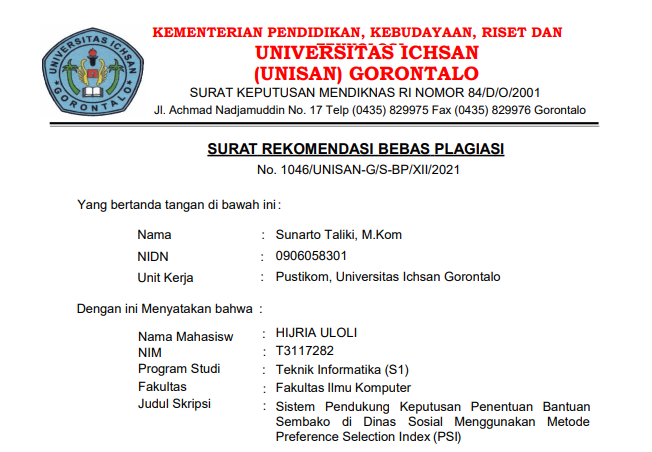 KEMENTERIAN PENDIDIKAN, KEBUDAYAAN, RISET DAN
UNIVERSITAS ICHSAN
(UNISAN) GORONTALO
SURAT KEPUTUSAN MENDIKNAS RI NOMOR 84/D/O/2001
Jl. Achmad Nadjamuddin No. 17 Telp (0435) 829975 Fax (0435) 829976 Gorontalo
UNIVERSITAS ICHSAN
GORONTALO
SURAT REKOMENDASI BEBAS PLAGIASI
No. 1046/UNISAN-G/S-BP/XII/2021
Yang bertanda tangan di bawah ini :
Nama : Sunarto Taliki, M.Kom
NIDN : 0906058301
Unit Kerja : Pustikom, Universitas Ichsan Gorontalo
Dengan ini Menyatakan bahwa :
Nama Mahasisw : HIJRIA ULOLI
NIM : T3117282
Program Studi : Teknik Informatika (S1)
Fakultas : Fakultas Ilmu Komputer
Judul Skripsi : Sistem Pendukung Keputusan Penentuan Bantuan
Sembako di Dinas Sosial Menggunakan Metode
Preference Selection Index (PSI)